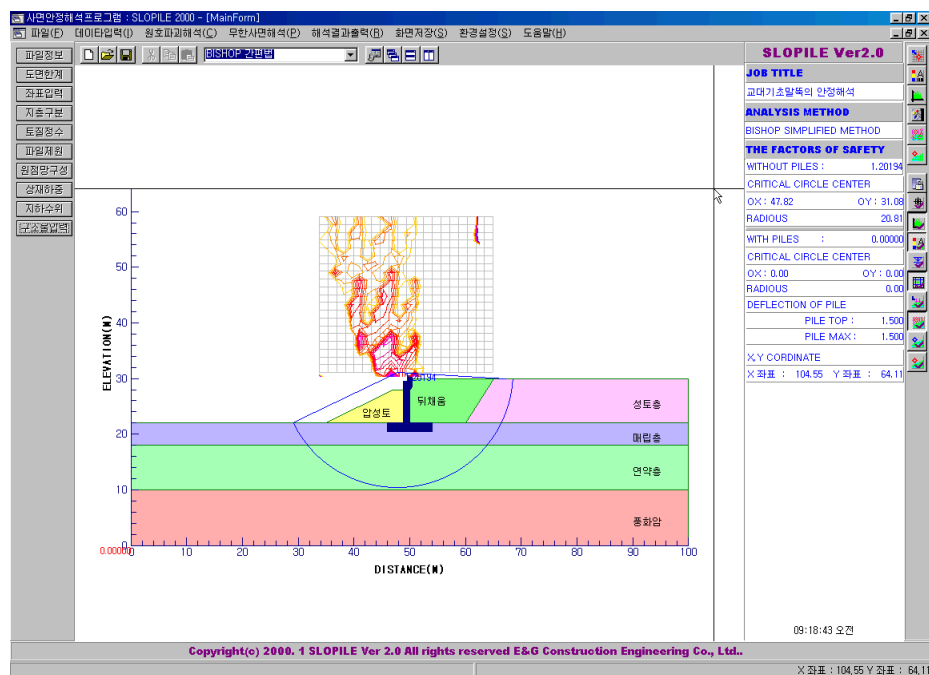 사면안정해석프로그램 : SLOPILE 2000 - [MainForm]
파일(F) 데이타입력(I) 원호파괴해석(C) 무한사면해석(P) 해석결과출력(R) 화면저장(S) 환경설정(S) 도움말(H)
BISHOP 간편법
파일정보
도면한계
좌표입력
지층구분
토질정수
파일제원
원점망구성
상재하중
지하수위
구조물입력
60
50
40
30
20
10
0
0.00000
ELEVATION(M)
1.20194
압성토
뒤채움
성토층
매립층
연약층
풍화암
0 10 20 30 40 50 60 70 80 90 100
DISTANCE(M)
SLOPILE Ver2.0
JOB TITLE
교대기초말뚝의 안정해석
ANALYSIS METHOD
BISHOP SIMPLIFIED METHOD
THE FACTORS OF SAFETY
WITHOUT PILES : 1.20194
CRITICAL CIRCLE CENTER
OX : 47.82 OY : 31.08
RADIOUS 20.81
WITH PILES : 0.00000
CRITICAL CIRCLE CENTER
OX : 0.00 OY : 0.00
RADIOUS 0.00
DEFLECTION OF PILE
PILE TOP : 1.500
PILE MAX : 1.500
X,Y CORDINATE
X 좌표 : 104.55 Y 좌표 : 64.11
09:18:43 오전
Copyright(c) 2000. 1 SLOPILE Ver 2.0 All rights reserved E&G Construction Engineering Co., Ltd..
X 좌표 : 104,55 Y 좌표 : 64,11